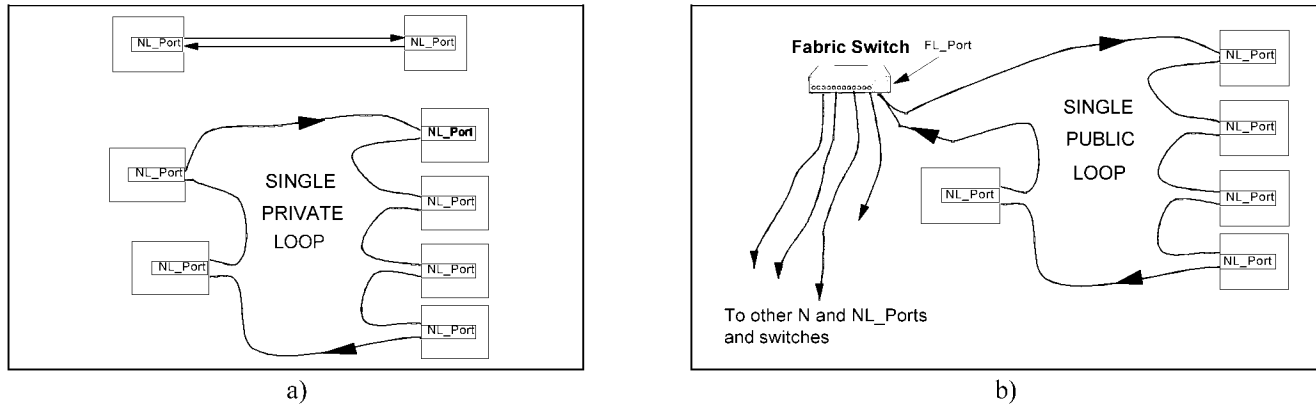 NL_Port
NL_Port
NL_Port
NL_Port
SINGLE
PRIVATE
LOOP
NL_Port
NL_Port
NL_Port
NL_Port
a)
Fabric Switch
FL_Port
NL_Port
SINGLE
PUBLIC
LOOP
NL_Port
NL_Port
NL_Port
NL_Port
To other N and NL_Ports
and switches
b)